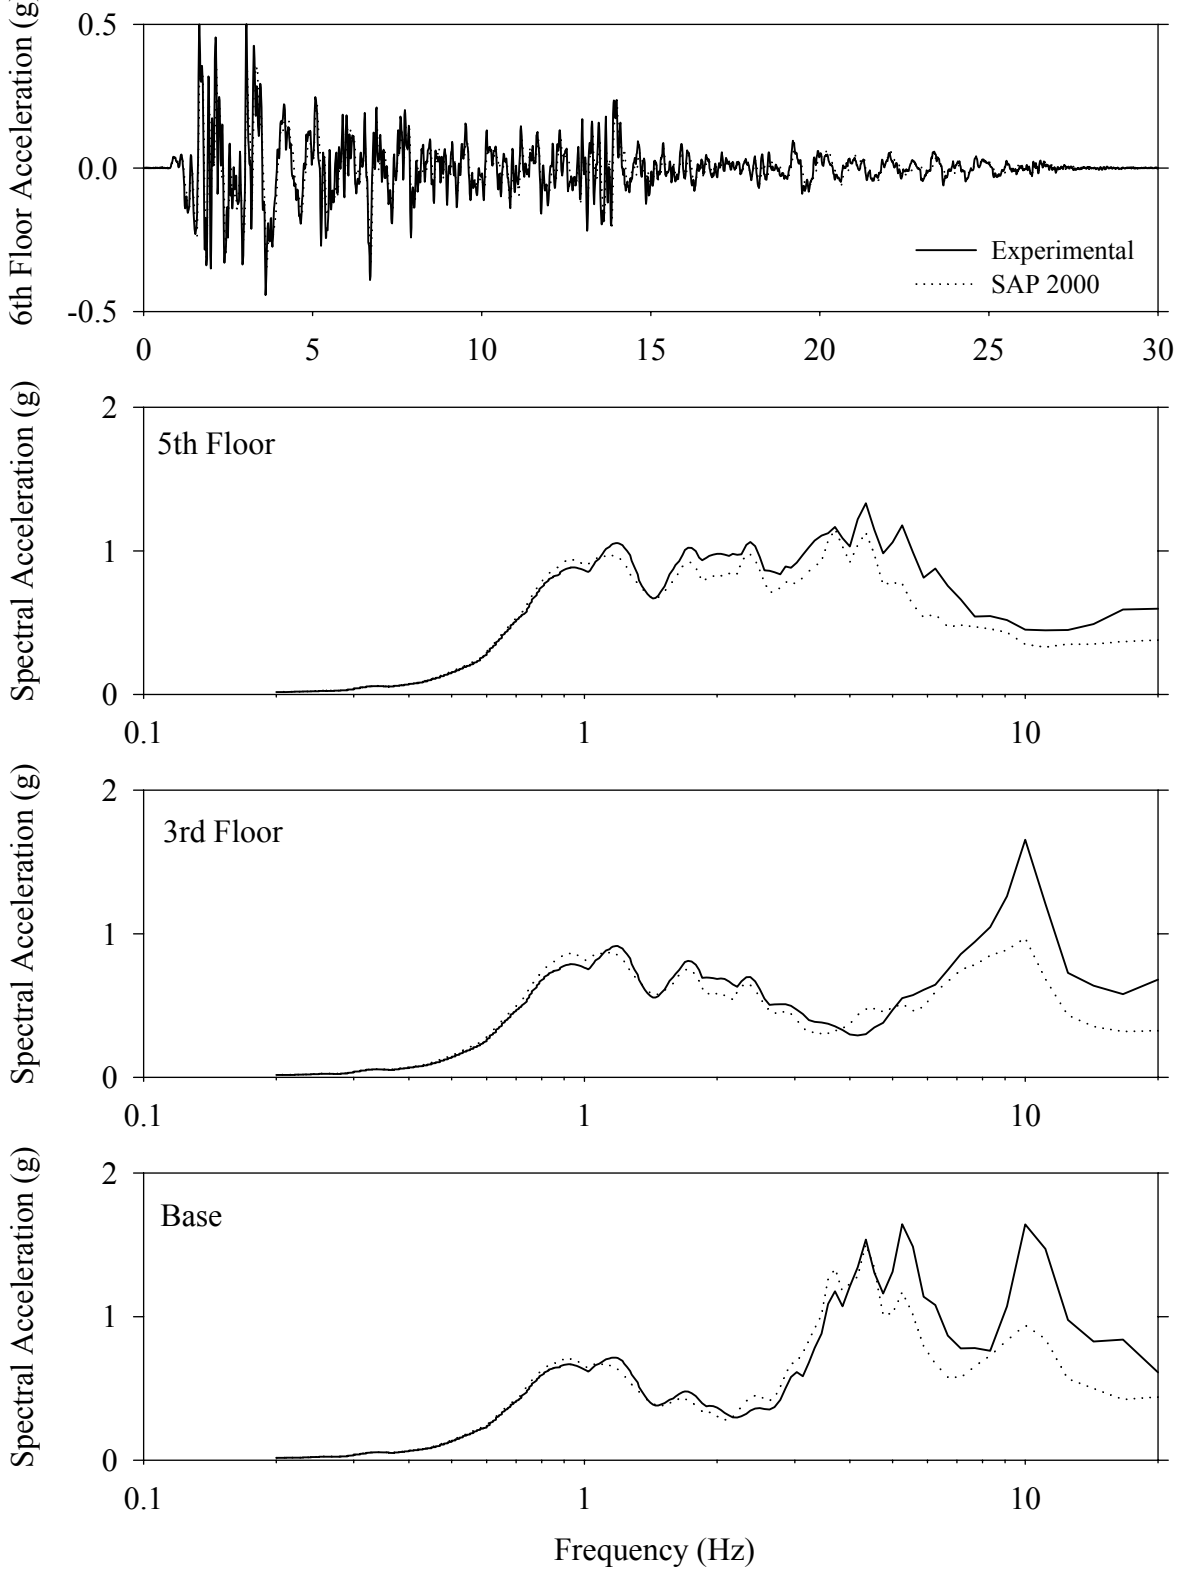 6th Floor Acceleration (g)
0.5
0.0
-0.5
Experimental
SAP 2000
0 5 10 15 20 25 30
Spectral Acceleration (g)
2
5th Floor
1
0
0.1 1 10
Spectral Acceleration (g)
2
3rd Floor
1
0
0.1 1 10
Spectral Acceleration (g)
2
Base
1
0
0.1 1 10
Frequency (Hz)